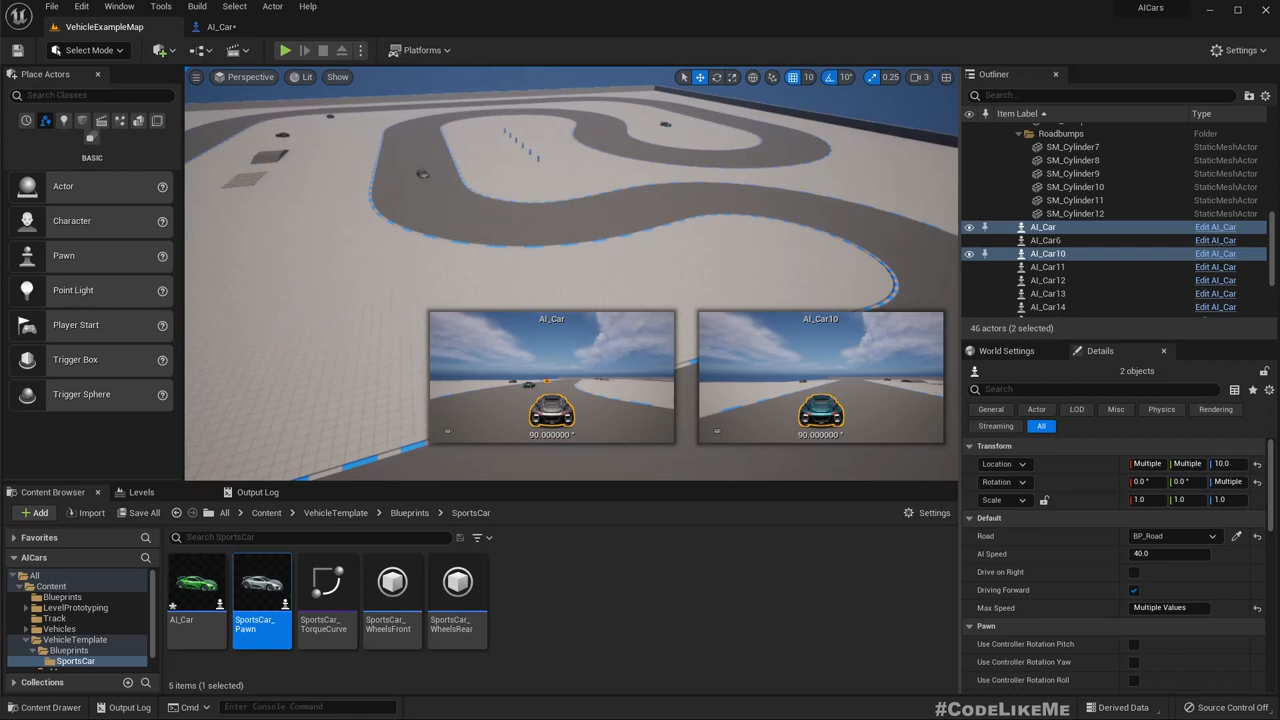 File Edit Window Tools Build Select Actor Help
AICars
VehicleExampleMap
AI_Car•
Select Mode
Platforms
Settings
Place Actors
Search Classes
BASIC
Actor
Character
Pawn
Point Light
Player Start
Trigger Box
Trigger Sphere
Perspective Lit Show
10 10° 0.25 3
AI_Car
90.000000 °
AI_Car10
90.000000 °
Outliner
Search...
Item Label Type
Roadbumps Folder
SM_Cylinder7 StaticMeshActor
SM_Cylinder8 StaticMeshActor
SM_Cylinder9 StaticMeshActor
SM_Cylinder10 StaticMeshActor
SM_Cylinder11 StaticMeshActor
SM_Cylinder12 StaticMeshActor
AI_Car Edit AI_Car
AI_Car6 Edit AI_Car
AI_Car10 Edit AI_Car
AI_Car11 Edit AI_Car
AI_Car12 Edit AI_Car
AI_Car13 Edit AI_Car
AI_Car14 Edit AI_Car
46 actors (2 selected)
World Settings Details
2 objects
Search
General Actor LOD Misc Physics Rendering
Streaming All
Transform
Location Multiple Multiple 10.0
Rotation 0.0 ° 0.0 ° Multiple
Scale 1.0 1.0 1.0
Default
Road BP_Road
AI Speed 40.0
Drive on Right
Driving Forward
Max Speed Multiple Values
Pawn
Use Controller Rotation Pitch
Use Controller Rotation Yaw
Use Controller Rotation Roll
Content Browser Levels Output Log
Add Import Save All All Content VehicleTemplate Blueprints SportsCar Settings
Favorites
AICars
All
Content
Blueprints
LevelPrototyping
Track
Vehicles
VehicleTemplate
Blueprints
SportsCar
Collections
Search SportsCar
AI_Car
SportsCar_
Pawn
SportsCar_
TorqueCurve
SportsCar_
WheelsFront
SportsCar_
WheelsRear
5 items (1 selected)
Content Drawer Output Log Cmd Enter Console Command
#CODELIKEME
Derived Data Source Control Off